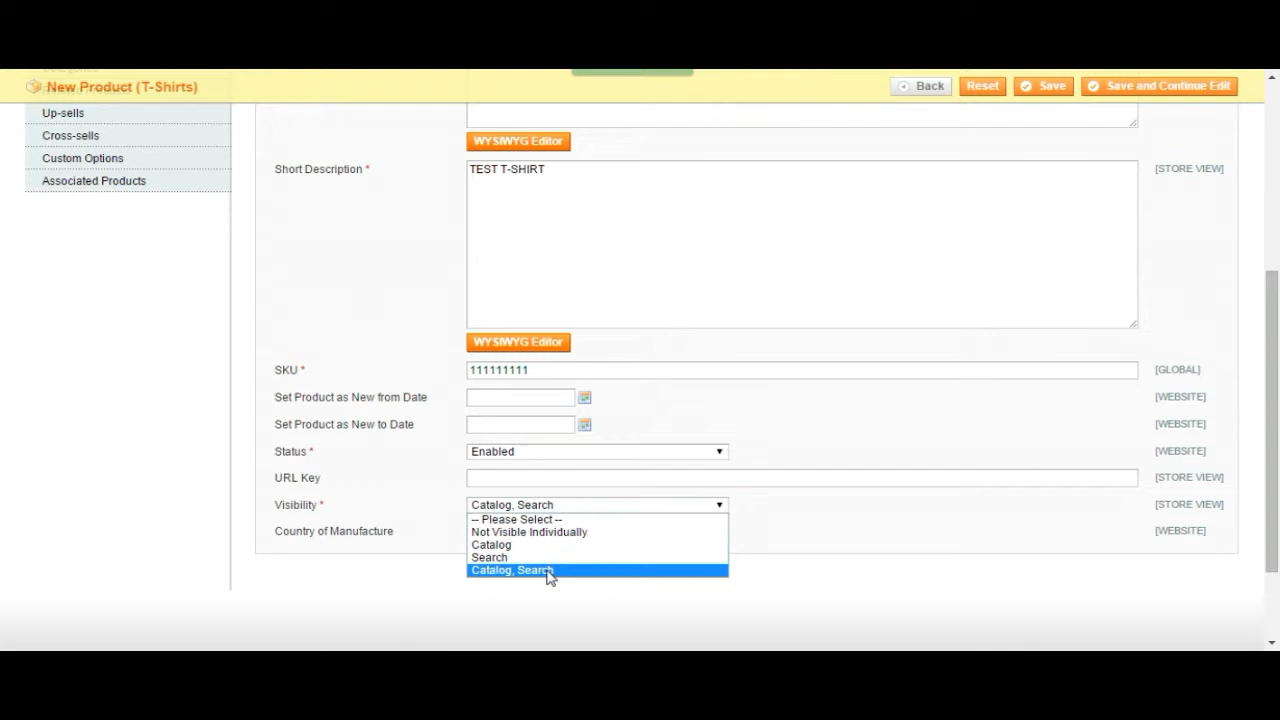 New Product (T-Shirts)
Back
Reset
Save
Save and Continue Edit
Up-sells
Cross-sells
Custom Options
Associated Products
WYSIWYG Editor
Short Description *
TEST T-SHIRT
[STORE VIEW]
WYSIWYG Editor
SKU *
111111111
[GLOBAL]
Set Product as New from Date
[WEBSITE]
Set Product as New to Date
[WEBSITE]
Status *
Enabled
[WEBSITE]
URL Key
[STORE VIEW]
Visibility *
Catalog, Search
[STORE VIEW]
-- Please Select --
Not Visible Individually
Country of Manufacture
[WEBSITE]
Catalog
Search
Catalog, Search